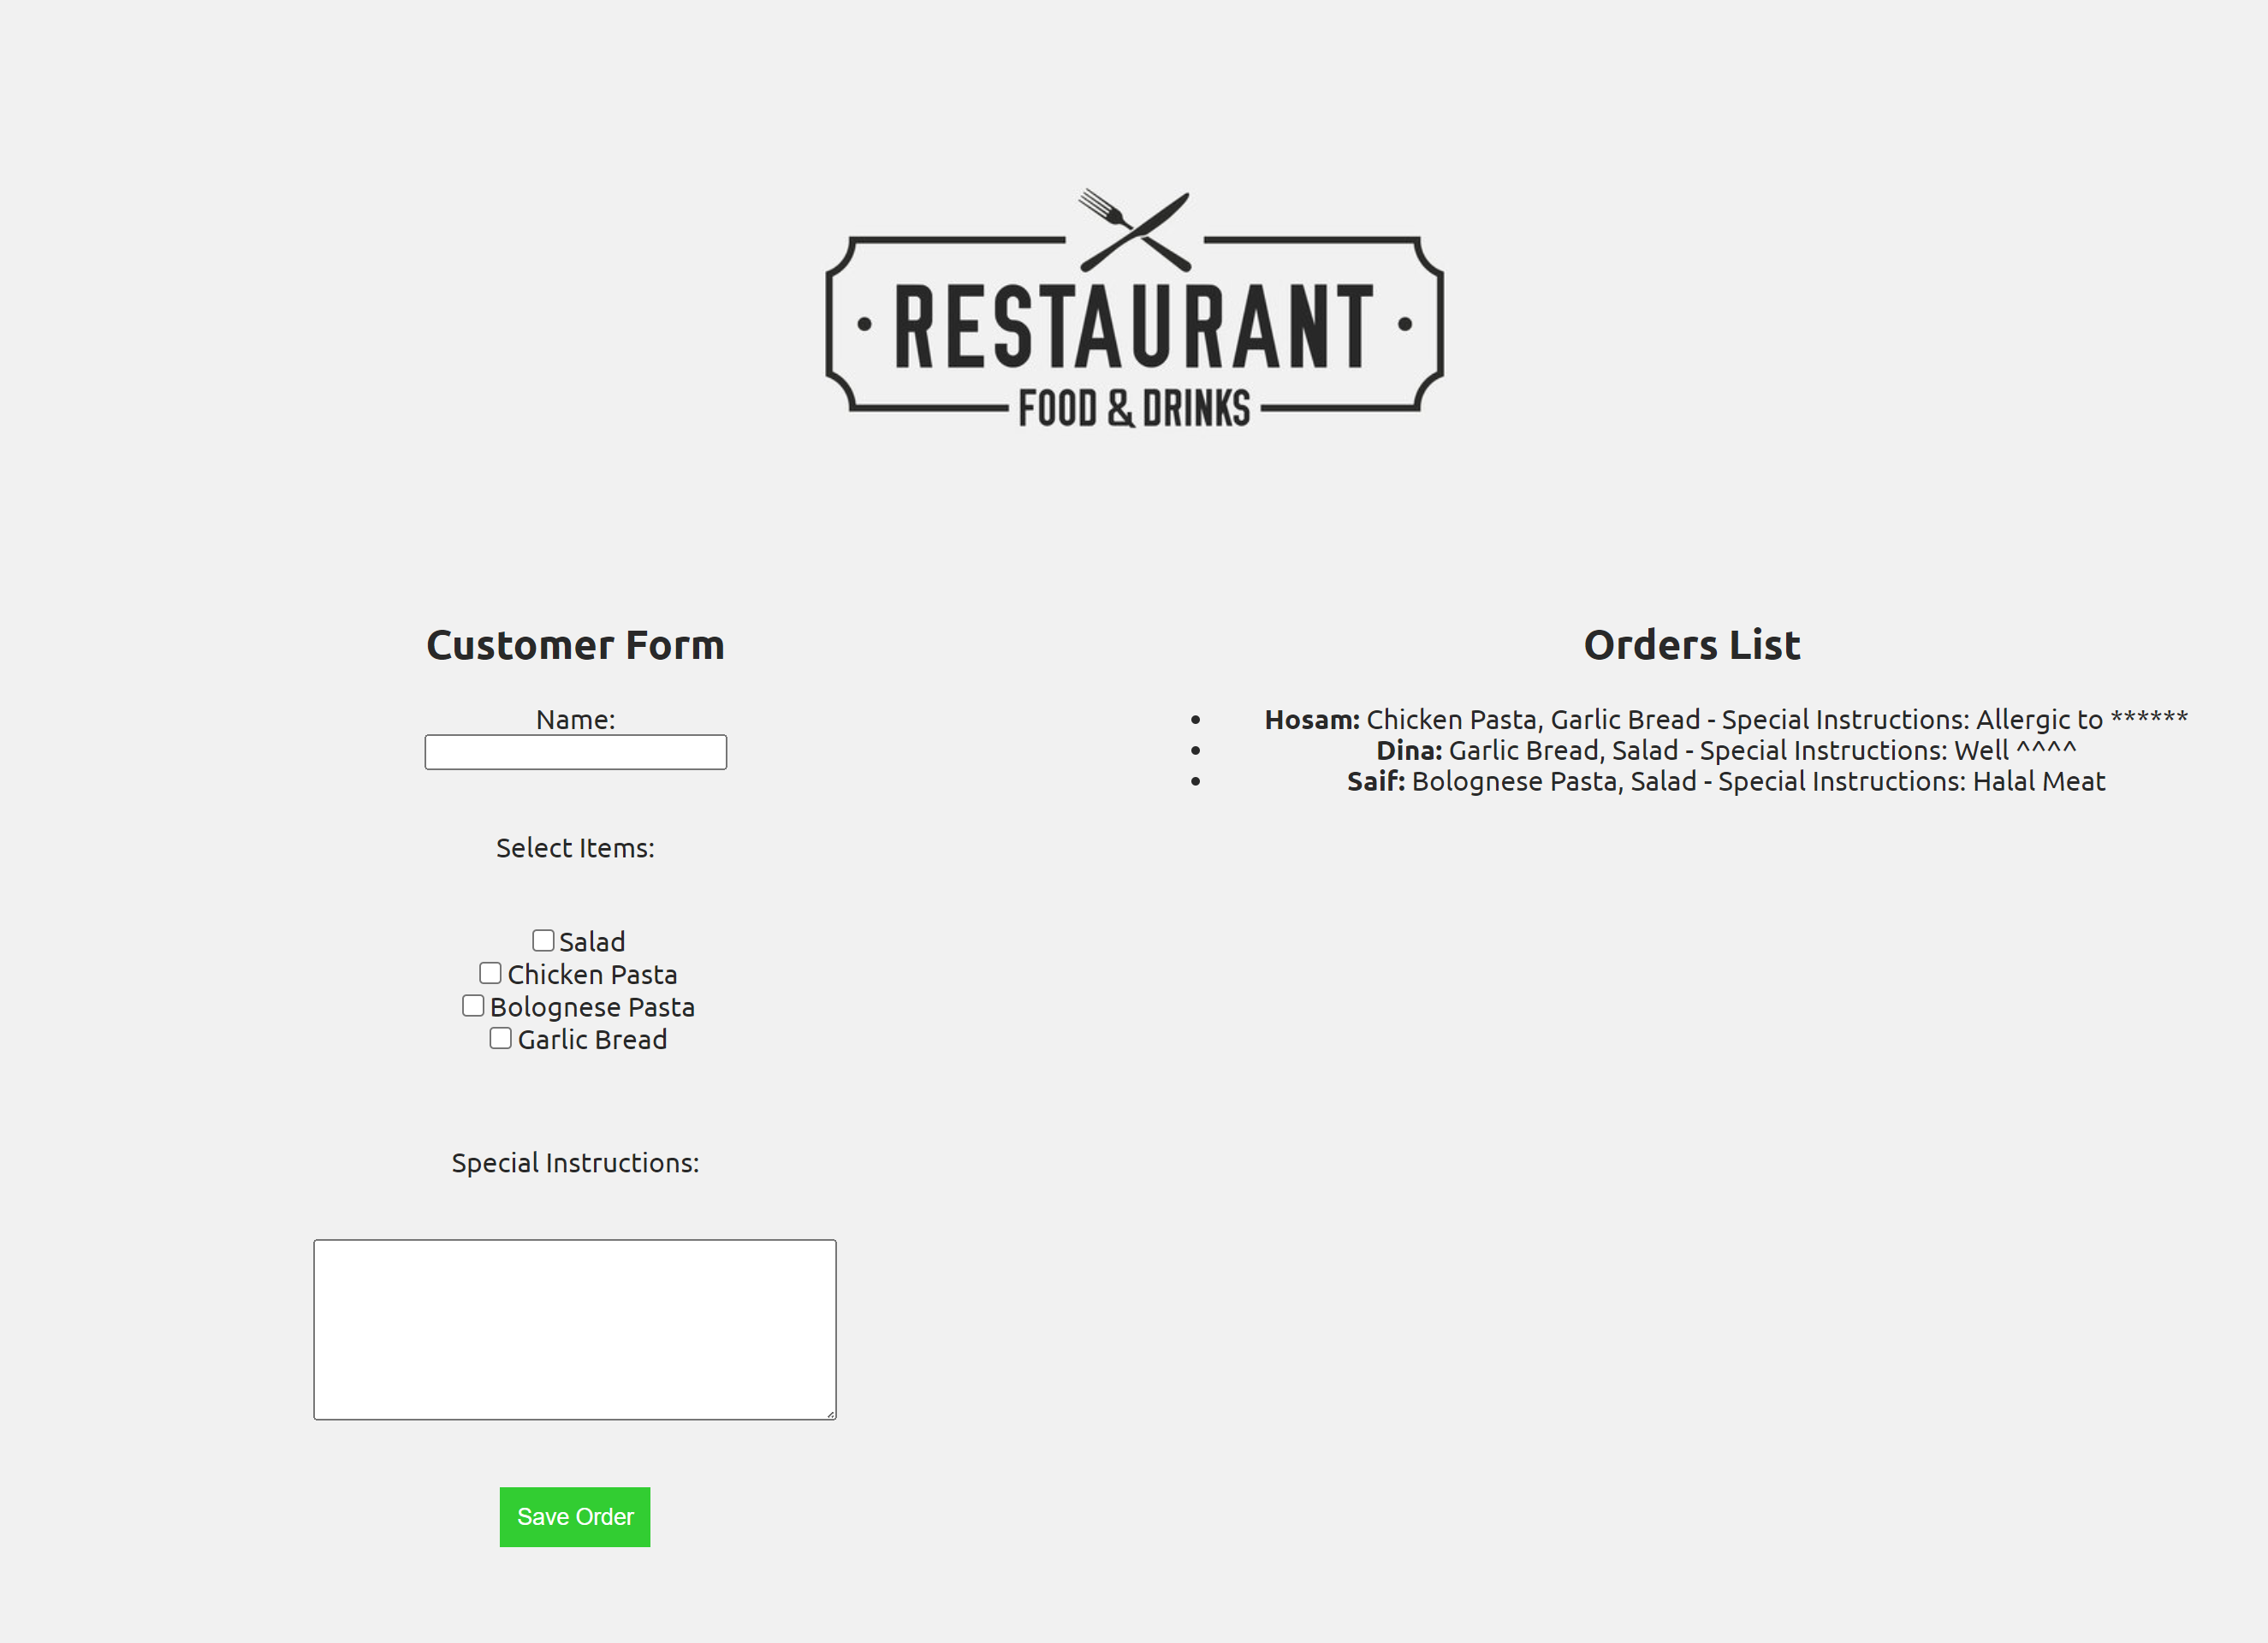 RESTAURANT
FOOD & DRINKS
Customer Form
Name:
Select Items:
Salad
Chicken Pasta
Bolognese Pasta
Garlic Bread
Special Instructions:
Save Order
Orders List
Hosam: Chicken Pasta, Garlic Bread - Special Instructions: Allergic to ******
Dina: Garlic Bread, Salad - Special Instructions: Well ^^^^
Saif: Bolognese Pasta, Salad - Special Instructions: Halal Meat